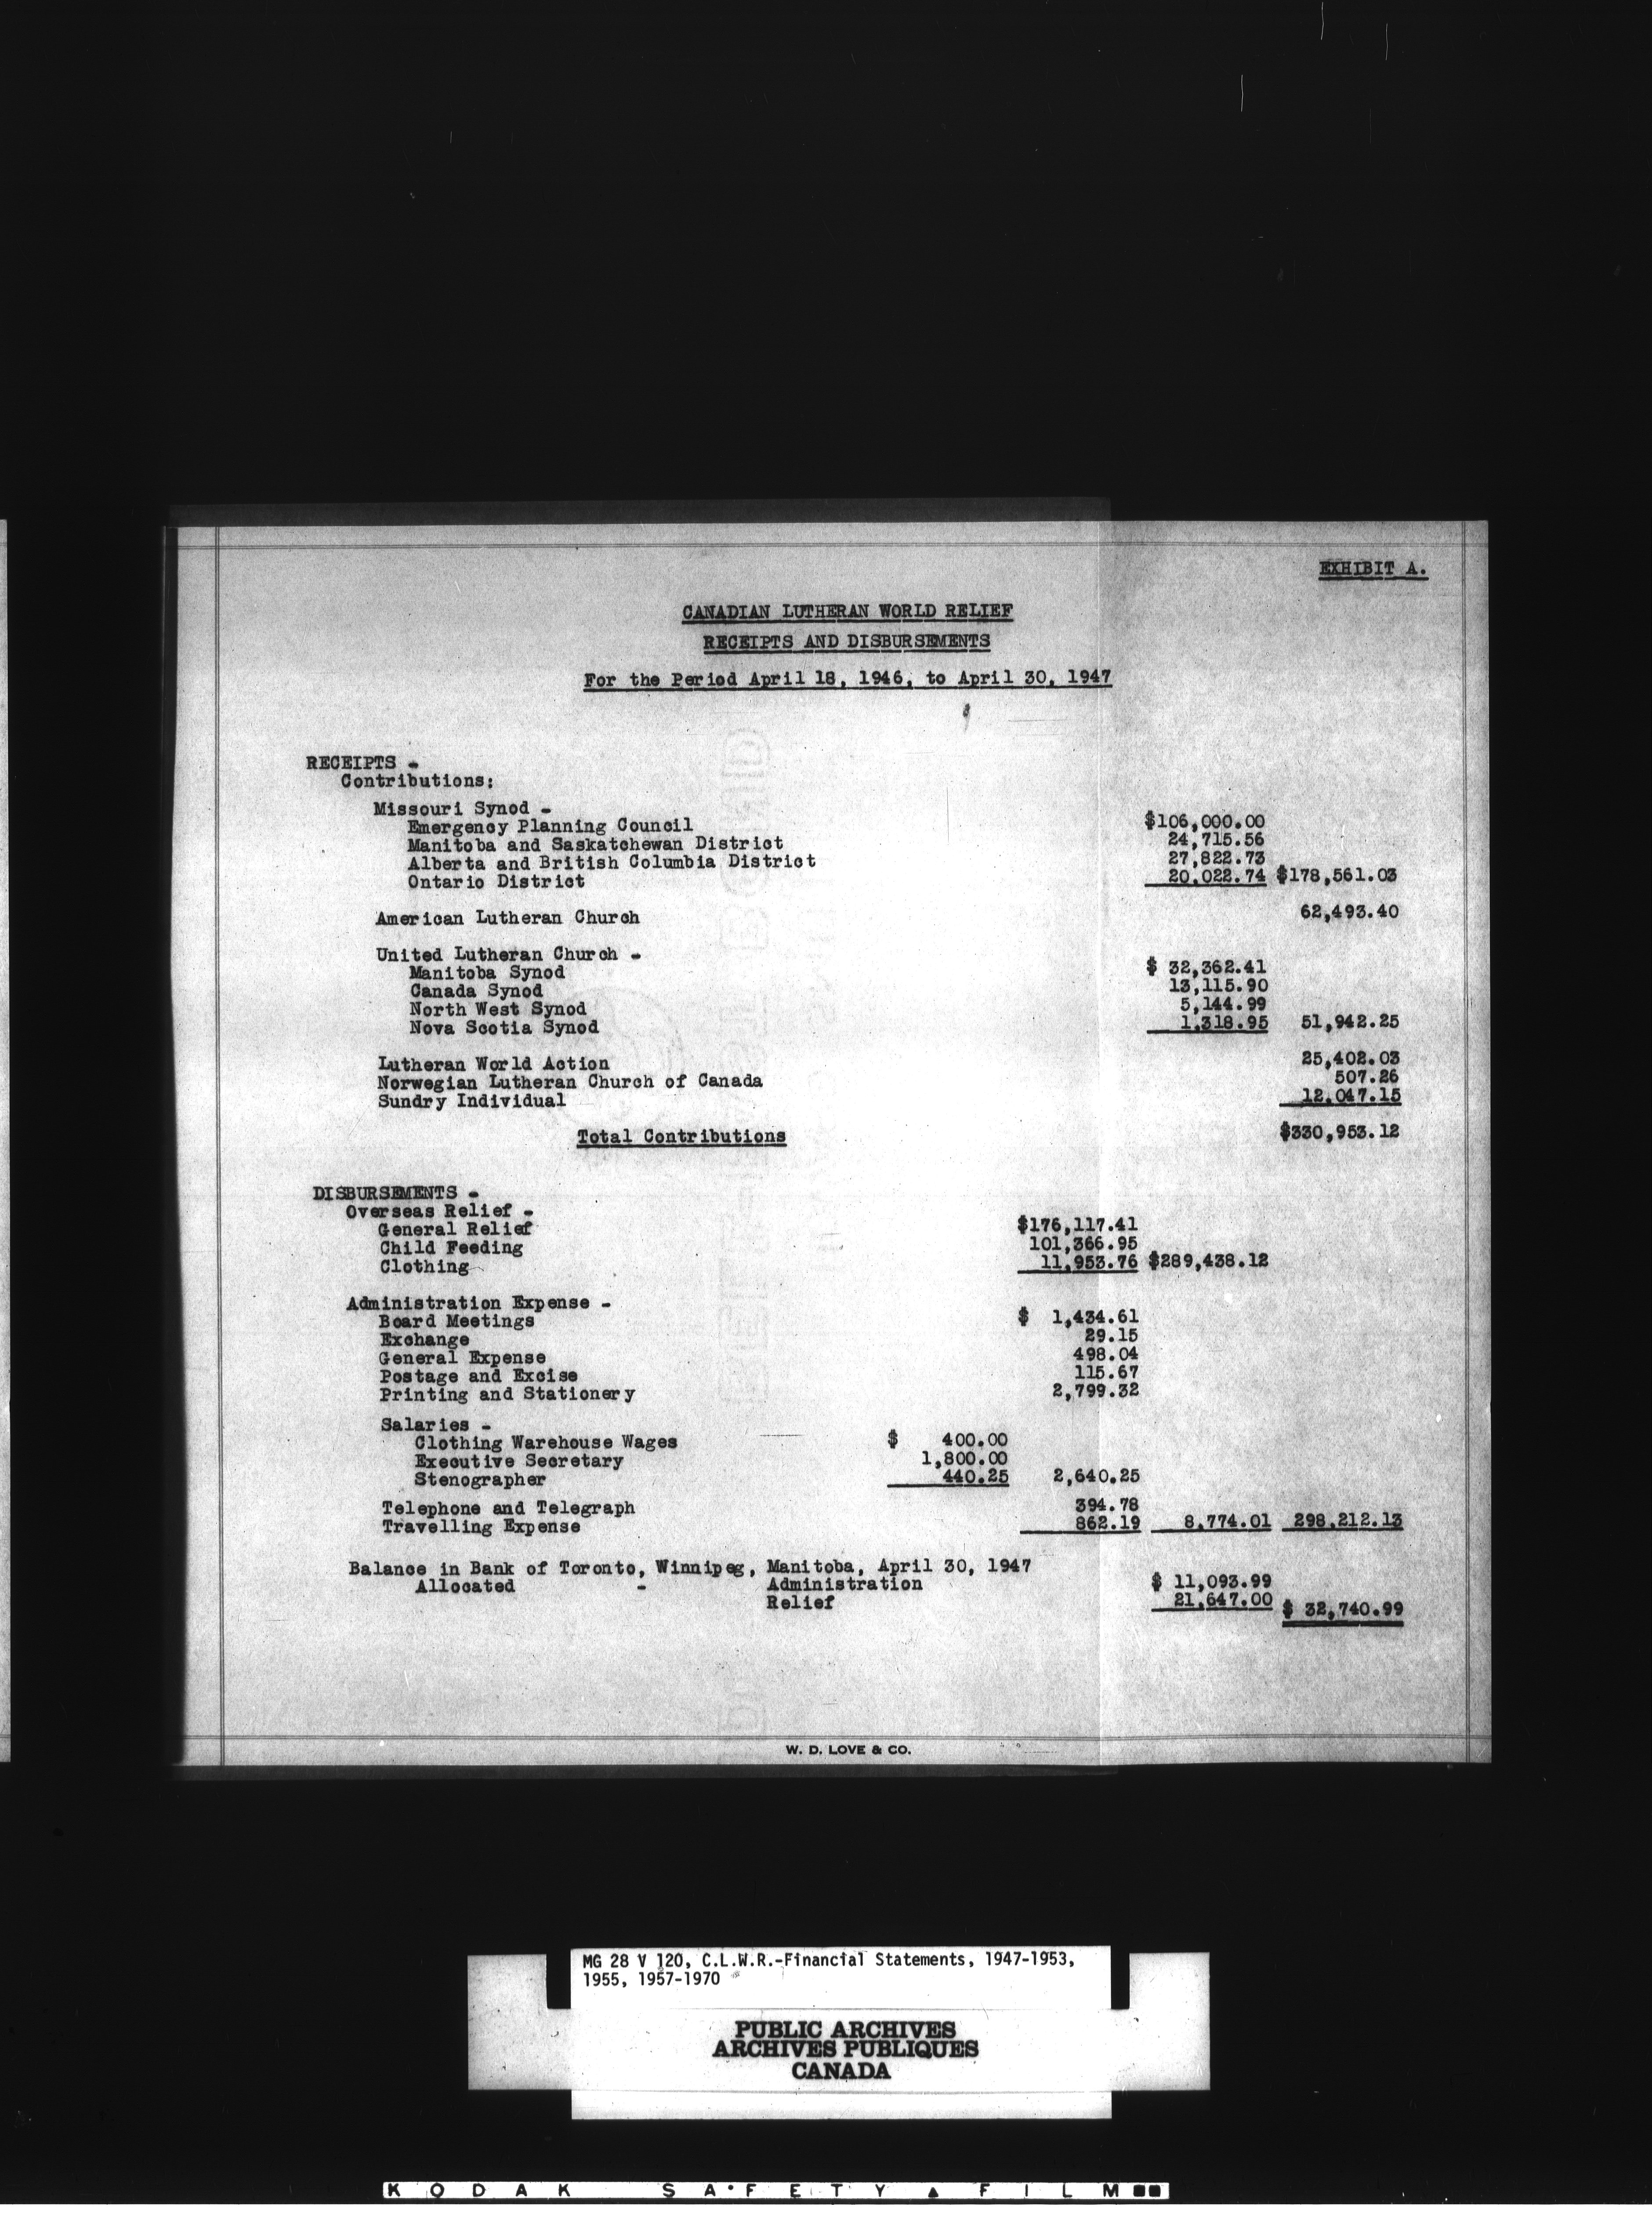 EXHIBIT A.
CANADIAN LUTHERAN WORLD RELIEF
RECEIPTS AND DISBURSEMENTS
For the Period April 18, 1946, to April 30, 1947
RECEIPTS -
Contributions:
Missouri Synod -
Emergency Planning Council $106,000.00
Manitoba and Saskatchewan District 24,715.56
Alberta and British Columbia District 27,822.73
Ontario District 20,022.74 $178,561.03
American Lutheran Church 62,493.40
United Lutheran Church -
Manitoba Synod $ 32,362.41
Canada Synod 13,115.90
North West Synod 5,144.99
Nova Scotia Synod 1,318.95 51,942.25
Lutheran World Action 25,402.03
Norwegian Lutheran Church of Canada 507.26
Sundry Individual 12,047.15
Total Contributions $330,953.12
DISBURSEMENTS -
Overseas Relief -
General Relief $176,117.41
Child Feeding 101,366.95
Clothing 11,953.76 $289,438.12
Administration Expense -
Board Meetings $ 1,434.61
Exchange 29.15
General Expense 498.04
Postage and Excise 115.67
Printing and Stationery 2,799.32
Salaries -
Clothing Warehouse Wages $ 400.00
Executive Secretary 1,800.00
Stenographer 440.25 2,640.25
Telephone and Telegraph 394.78
Travelling Expense 862.19 8,774.01 298,212.13
Balance in Bank of Toronto, Winnipeg, Manitoba, April 30, 1947
Allocated - Administration $ 11,093.99
Relief 21,647.00 $ 32,740.99
W. D. LOVE & CO.
MG 28 V 120, C.L.W.R.-Financial Statements, 1947-1953,
1955, 1957-1970
PUBLIC ARCHIVES
ARCHIVES PUBLIQUES
CANADA
KODAK SAFETY ▲ FILM